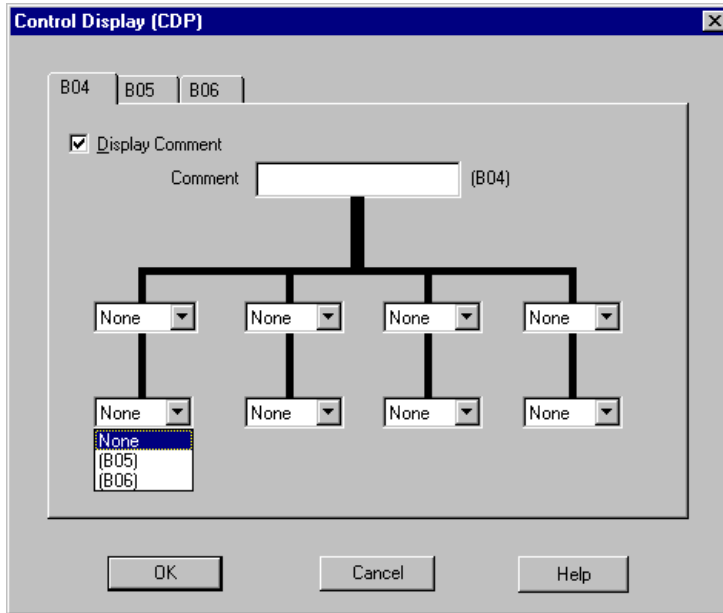 Control Display (CDP)
B04 B05 B06
Display Comment
Comment (B04)
None None None None
None None None None
None
(B05)
(B06)
OK Cancel Help